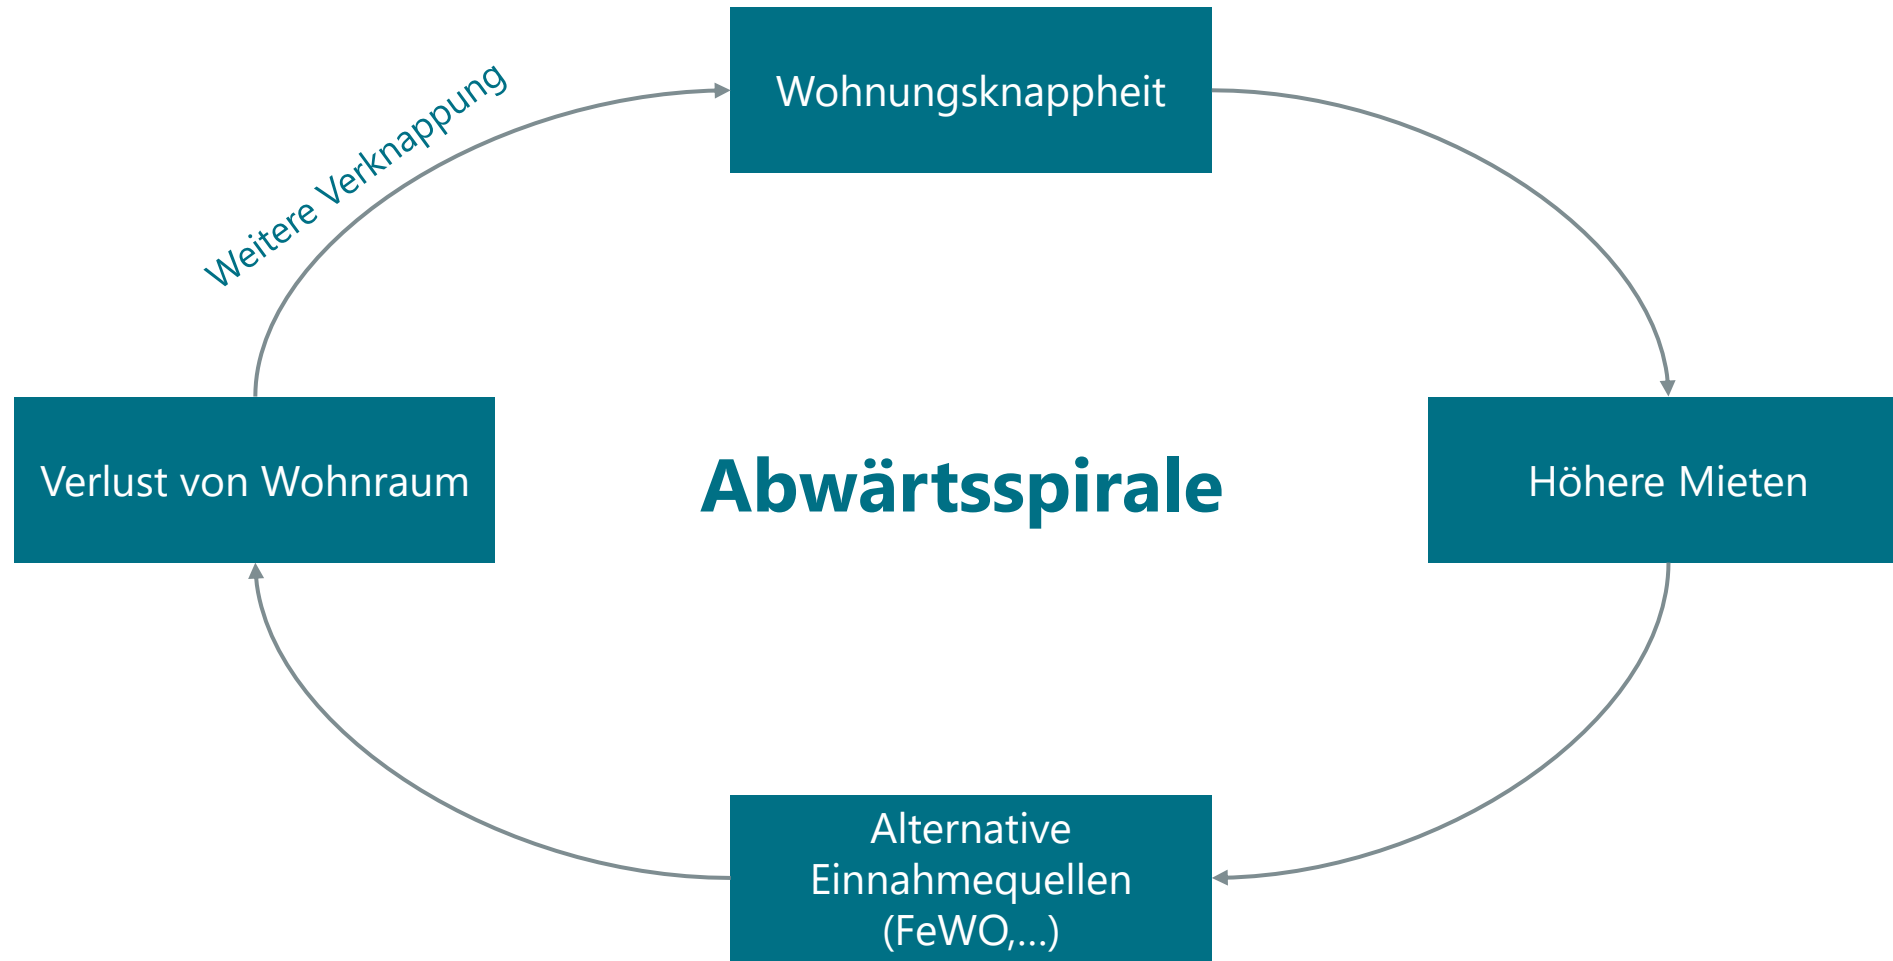 Wohnungsknappheit
Weitere Verknappung
Verlust von Wohnraum
Abwärtsspirale
Höhere Mieten
Alternative
Einnahmequellen
(FeWO,...)